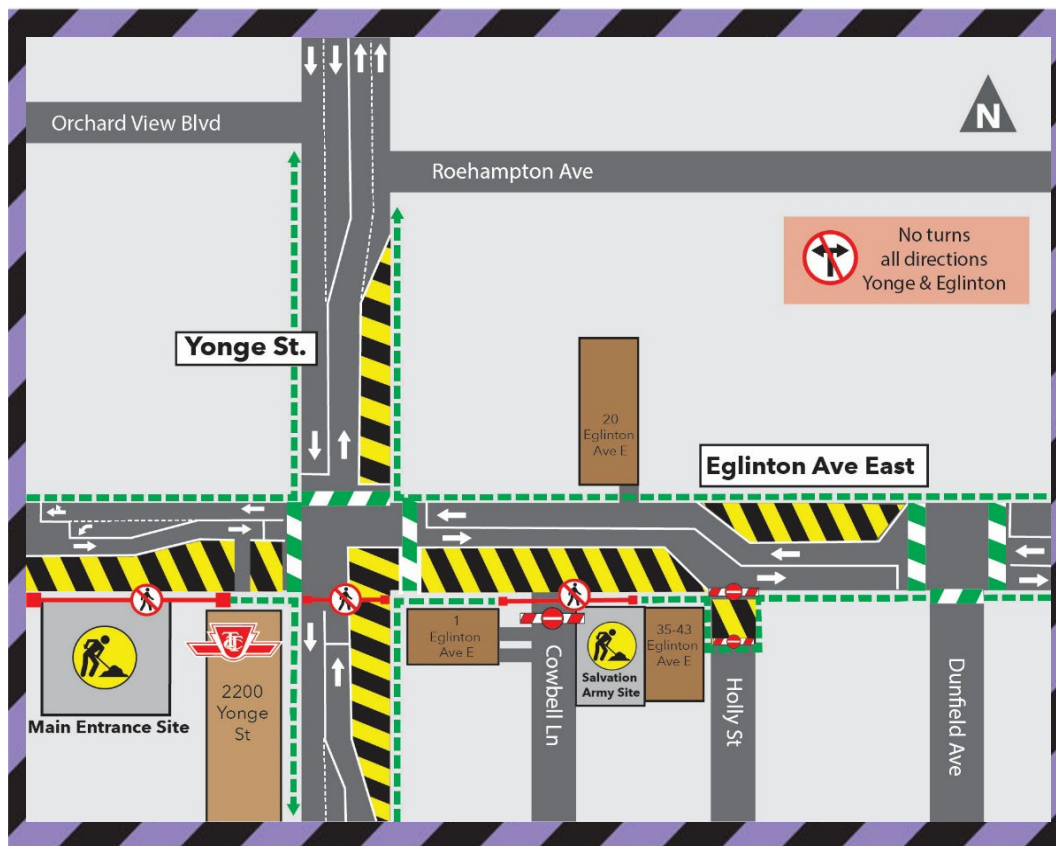 Orchard View Blvd
N
Roehampton Ave
No turns
all directions
Yonge & Eglinton
Yonge St.
20
Eglinton
Ave E
Eglinton Ave East
1
Eglinton
Ave E
35-43
Eglinton
Ave E
TTC
Salvation
Army Site
2200
Yonge
St
Main Entrance Site
Cowbell Ln
Holly St
Dunfield Ave